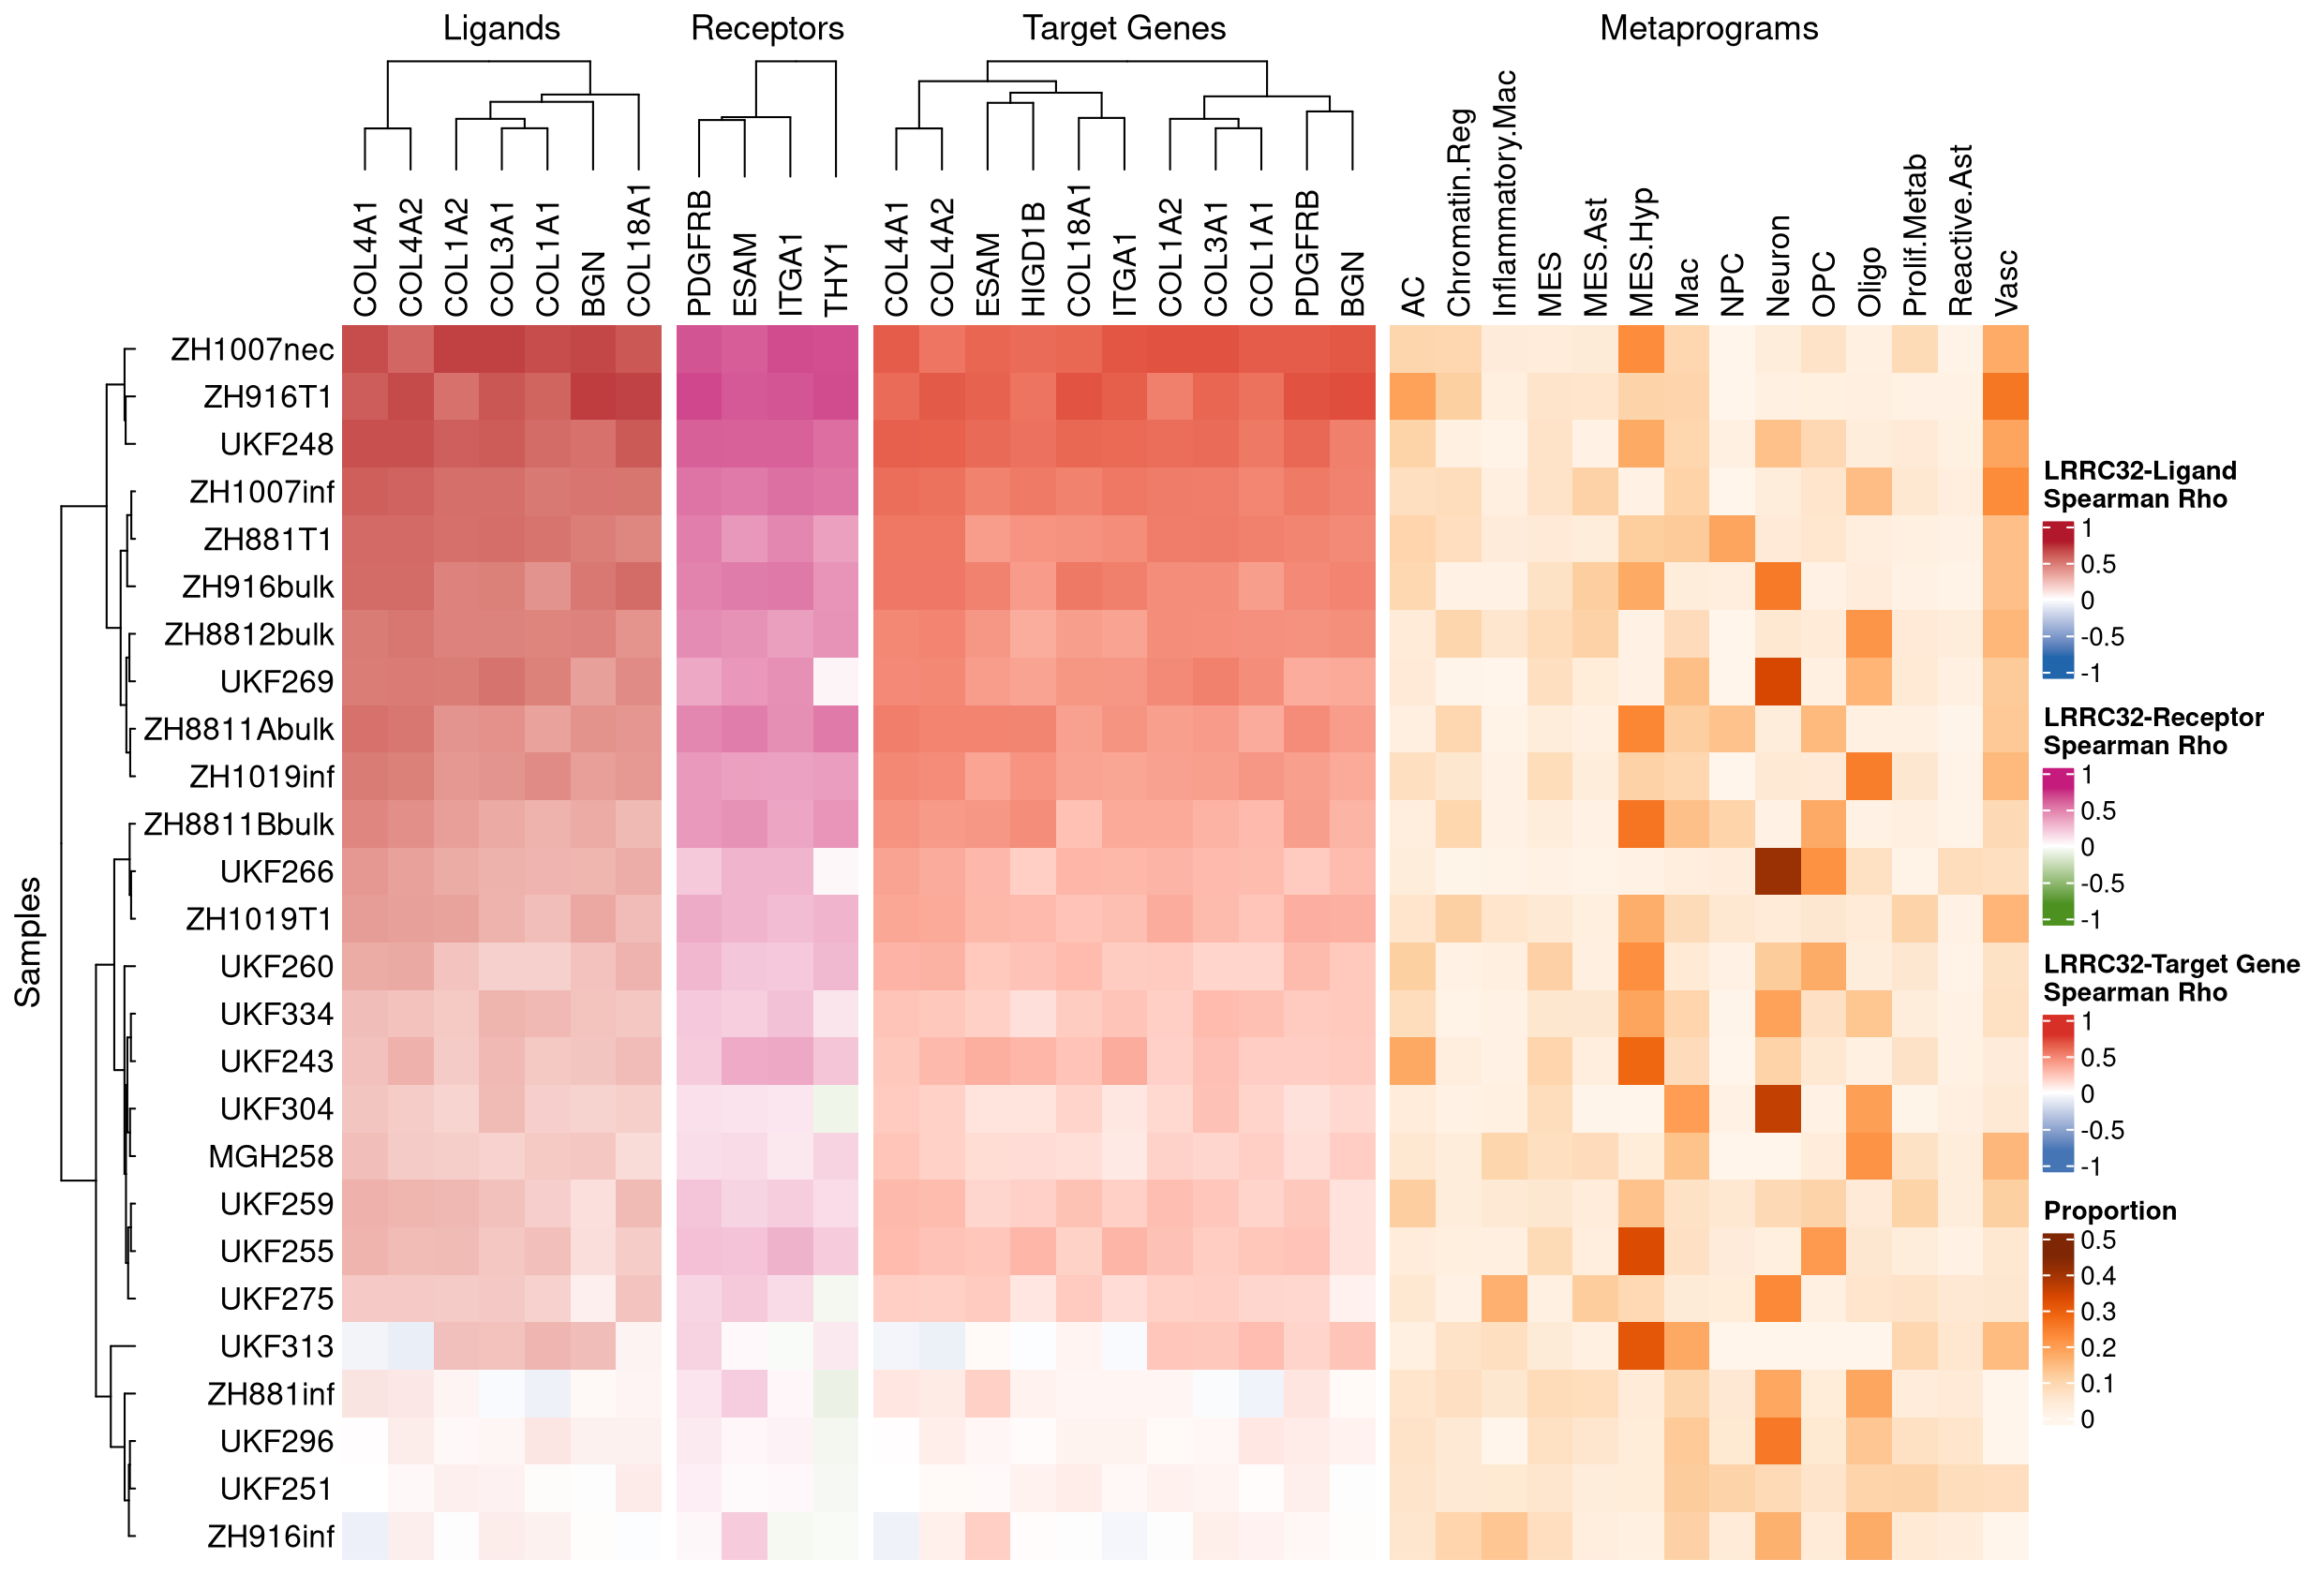 Ligands
Receptors
Target Genes
Metaprograms
COL4A1
COL4A2
COL1A2
COL3A1
COL1A1
BGN
COL18A1
PDGFRB
ESAM
ITGA1
THY1
COL4A1
COL4A2
ESAM
HIGD1B
COL18A1
ITGA1
COL1A2
COL3A1
COL1A1
PDGFRB
BGN
AC
Chromatin.Reg
Inflammatory.Mac
MES
MES.Ast
MES.Hyp
Mac
NPC
Neuron
OPC
Oligo
Prolif.Metab
Reactive.Ast
Vasc
Samples
ZH1007nec
ZH916T1
UKF248
ZH1007inf
ZH881T1
ZH916bulk
ZH8812bulk
UKF269
ZH8811Abulk
ZH1019inf
ZH8811Bbulk
UKF266
ZH1019T1
UKF260
UKF334
UKF243
UKF304
MGH258
UKF259
UKF255
UKF275
UKF313
ZH881inf
UKF296
UKF251
ZH916inf
LRRC32-Ligand
Spearman Rho
1
0.5
0
-0.5
-1
LRRC32-Receptor
Spearman Rho
1
0.5
0
-0.5
-1
LRRC32-Target Gene
Spearman Rho
1
0.5
0
-0.5
-1
Proportion
0.5
0.4
0.3
0.2
0.1
0